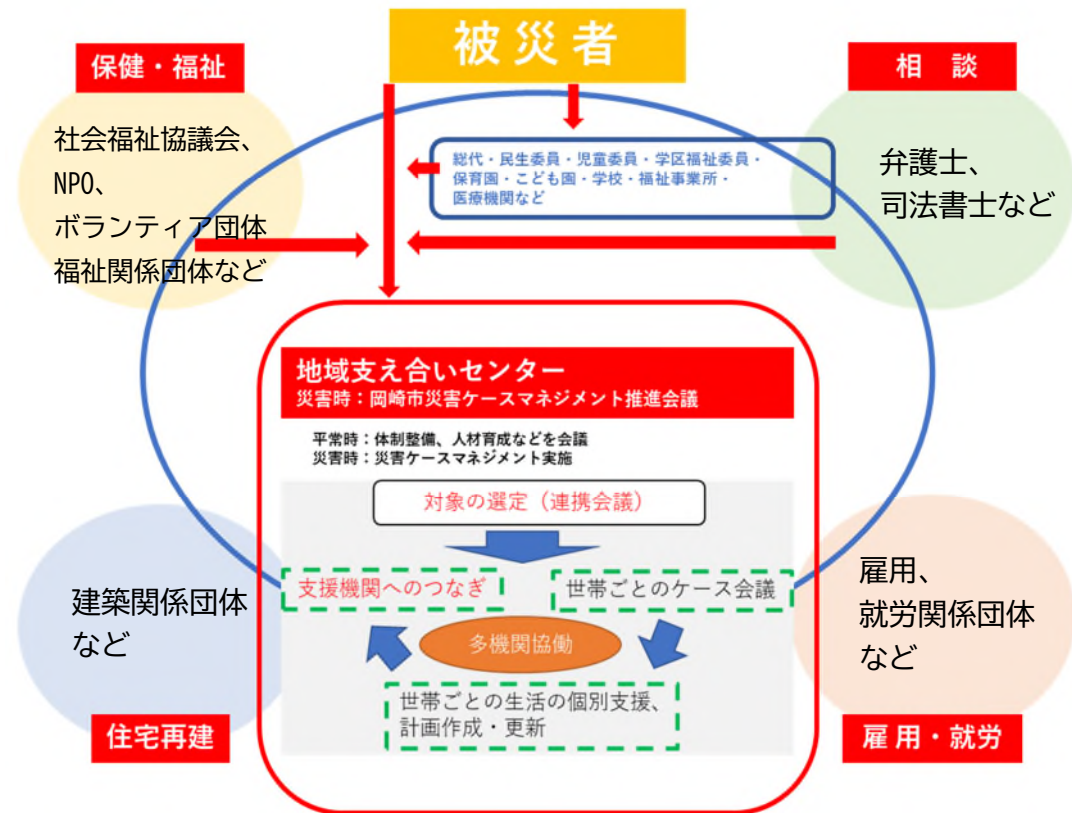 被災者
保健・福祉
社会福祉協議会、
NPO、
ボランティア団体
福祉関係団体など
総代・民生委員・児童委員・学区福祉委員・
保育園・こども園・学校・福祉事業所・
医療機関など
相　談
弁護士、
司法書士など
地域支え合いセンター
災害時：岡崎市災害ケースマネジメント推進会議
平常時：体制整備、人材育成などを会議
災害時：災害ケースマネジメント実施
対象の選定（連携会議）
支援機関へのつなぎ
世帯ごとのケース会議
多機関協働
世帯ごとの生活の個別支援、
計画作成・更新
建築関係団体
など
住宅再建
雇用、
就労関係団体
など
雇用・就労